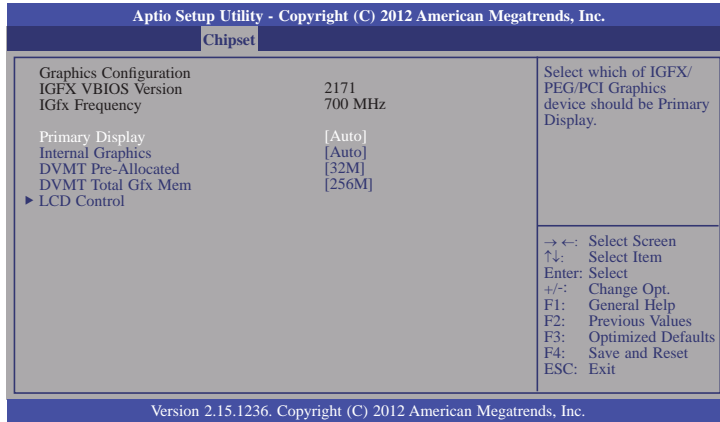 Aptio Setup Utility - Copyright (C) 2012 American Megatrends, Inc.
Chipset
Graphics Configuration
IGFX VBIOS Version 2171
IGfx Frequency 700 MHz
Primary Display [Auto]
Internal Graphics [Auto]
DVMT Pre-Allocated [32M]
DVMT Total Gfx Mem [256M]
▶ LCD Control
Select which of IGFX/
PEG/PCI Graphics
device should be Primary
Display.
→←: Select Screen
↑↓: Select Item
Enter: Select
+/-: Change Opt.
F1: General Help
F2: Previous Values
F3: Optimized Defaults
F4: Save and Reset
ESC: Exit
Version 2.15.1236. Copyright (C) 2012 American Megatrends, Inc.